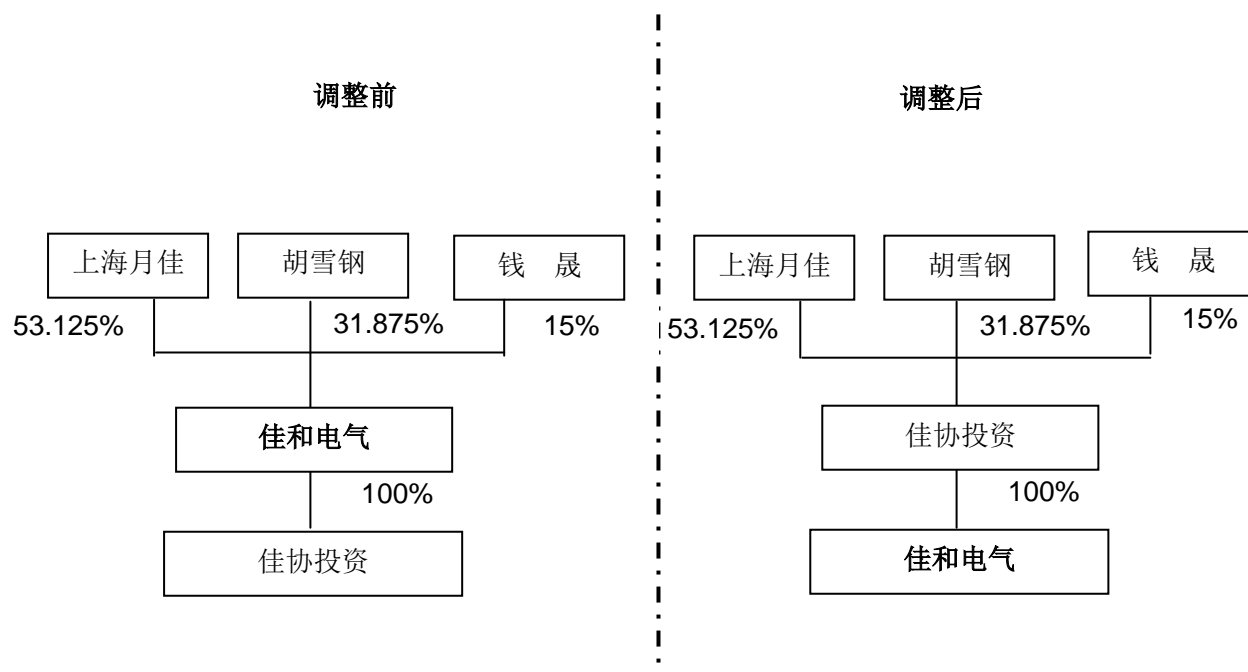 调整前
调整后
上海月佳
胡雪钢
钱 晟
53.125%
31.875%
15%
佳和电气
100%
佳协投资
上海月佳
胡雪钢
钱 晟
53.125%
31.875%
15%
佳协投资
100%
佳和电气